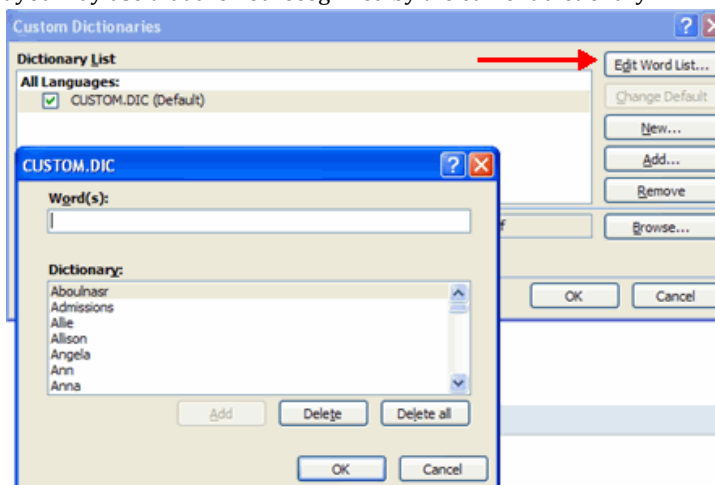 Custom Dictionaries
Dictionary List
Edit Word List...
All Languages:
CUSTOM.DIC (Default)
Change Default
New...
Add...
Remove
Browse...
OK Cancel
CUSTOM.DIC
Word(s):
Dictionary:
Aboulnasr
Admissions
Allie
Allison
Angela
Ann
Anna
Add Delete Delete all
OK Cancel